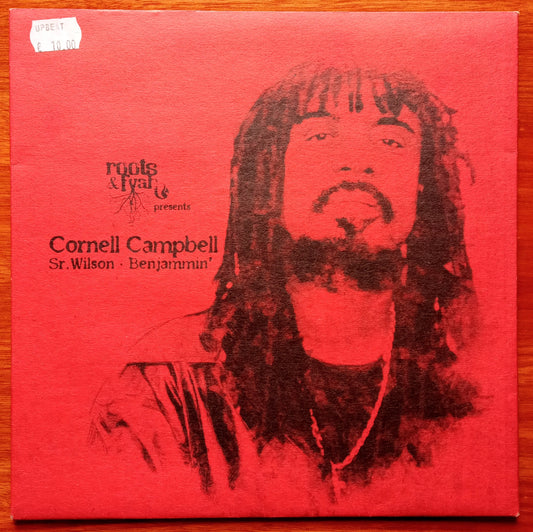 UPBEAT
£ 10.00
roots
& fyah
presents
Cornell Campbell
Sr. Wilson · Benjammin'